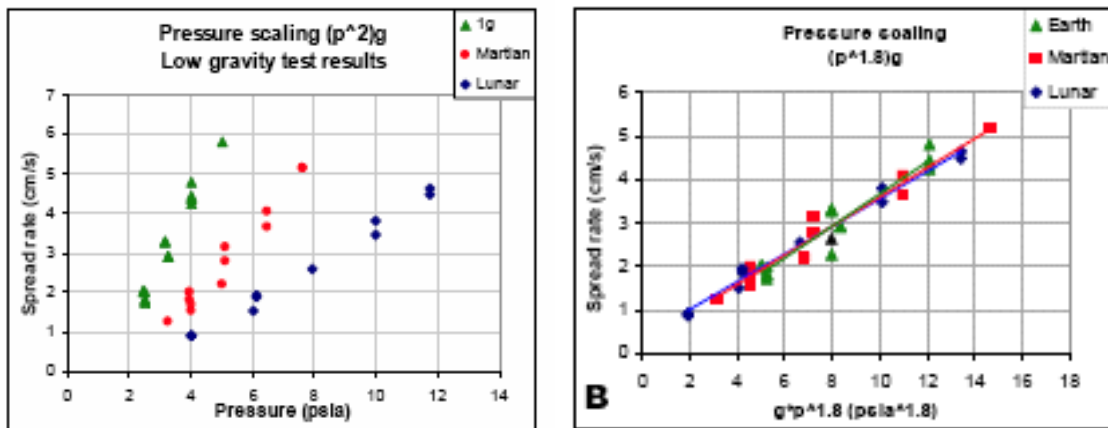 Pressure scaling (p^2)g
Low gravity test results
1g
Martian
Lunar
7
6
5
4
3
2
1
0
Spread rate (cm/s)
0 2 4 6 8 10 12 14
Pressure (psia)
Pressure scaling
(p^1.8)g
Earth
Martian
Lunar
6
5
4
3
2
1
0
Spread rate (cm/s)
0 2 4 6 8 10 12 14 16 18
B
g*p^1.8 (psia^1.8)